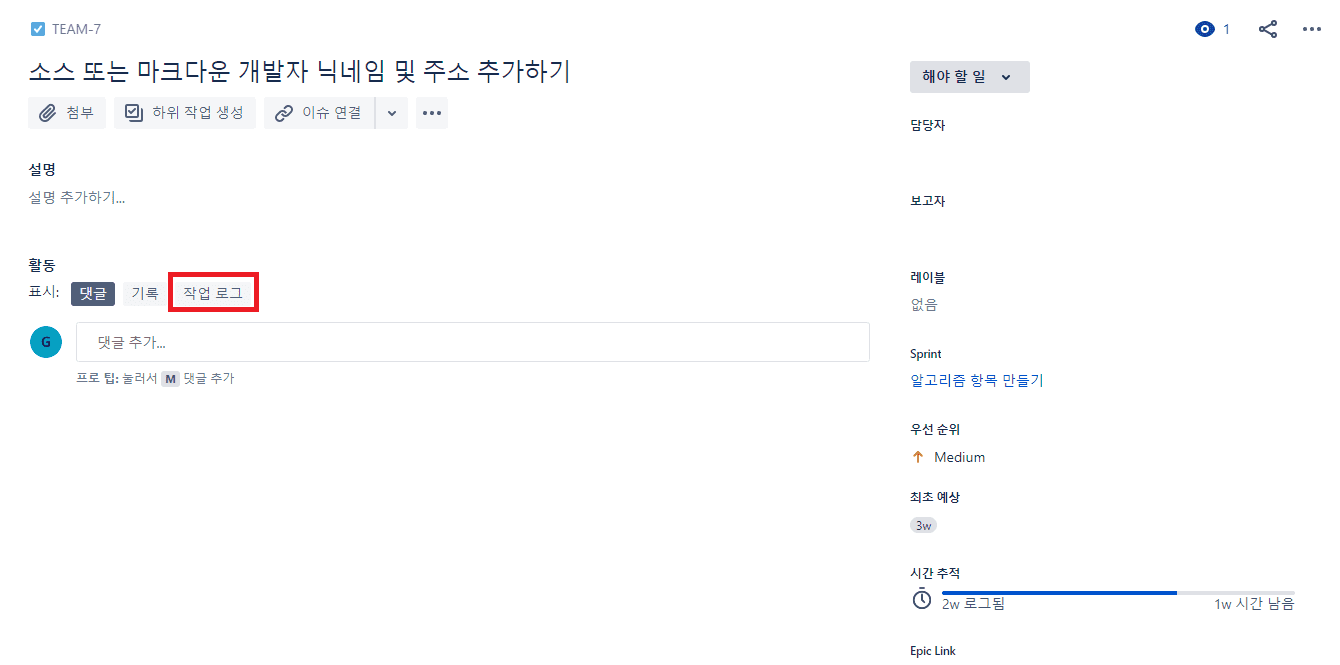 TEAM-7
1
소스 또는 마크다운 개발자 닉네임 및 주소 추가하기
첨부
하위 작업 생성
이슈 연결
설명
설명 추가하기...
활동
표시:
댓글
기록
작업 로그
G
댓글 추가...
프로 팁: 눌러서 M 댓글 추가
해야 할 일
담당자
보고자
레이블
없음
Sprint
알고리즘 항목 만들기
우선 순위
Medium
최초 예상
3w
시간 추적
2w 로그됨
1w 시간 남음
Epic Link